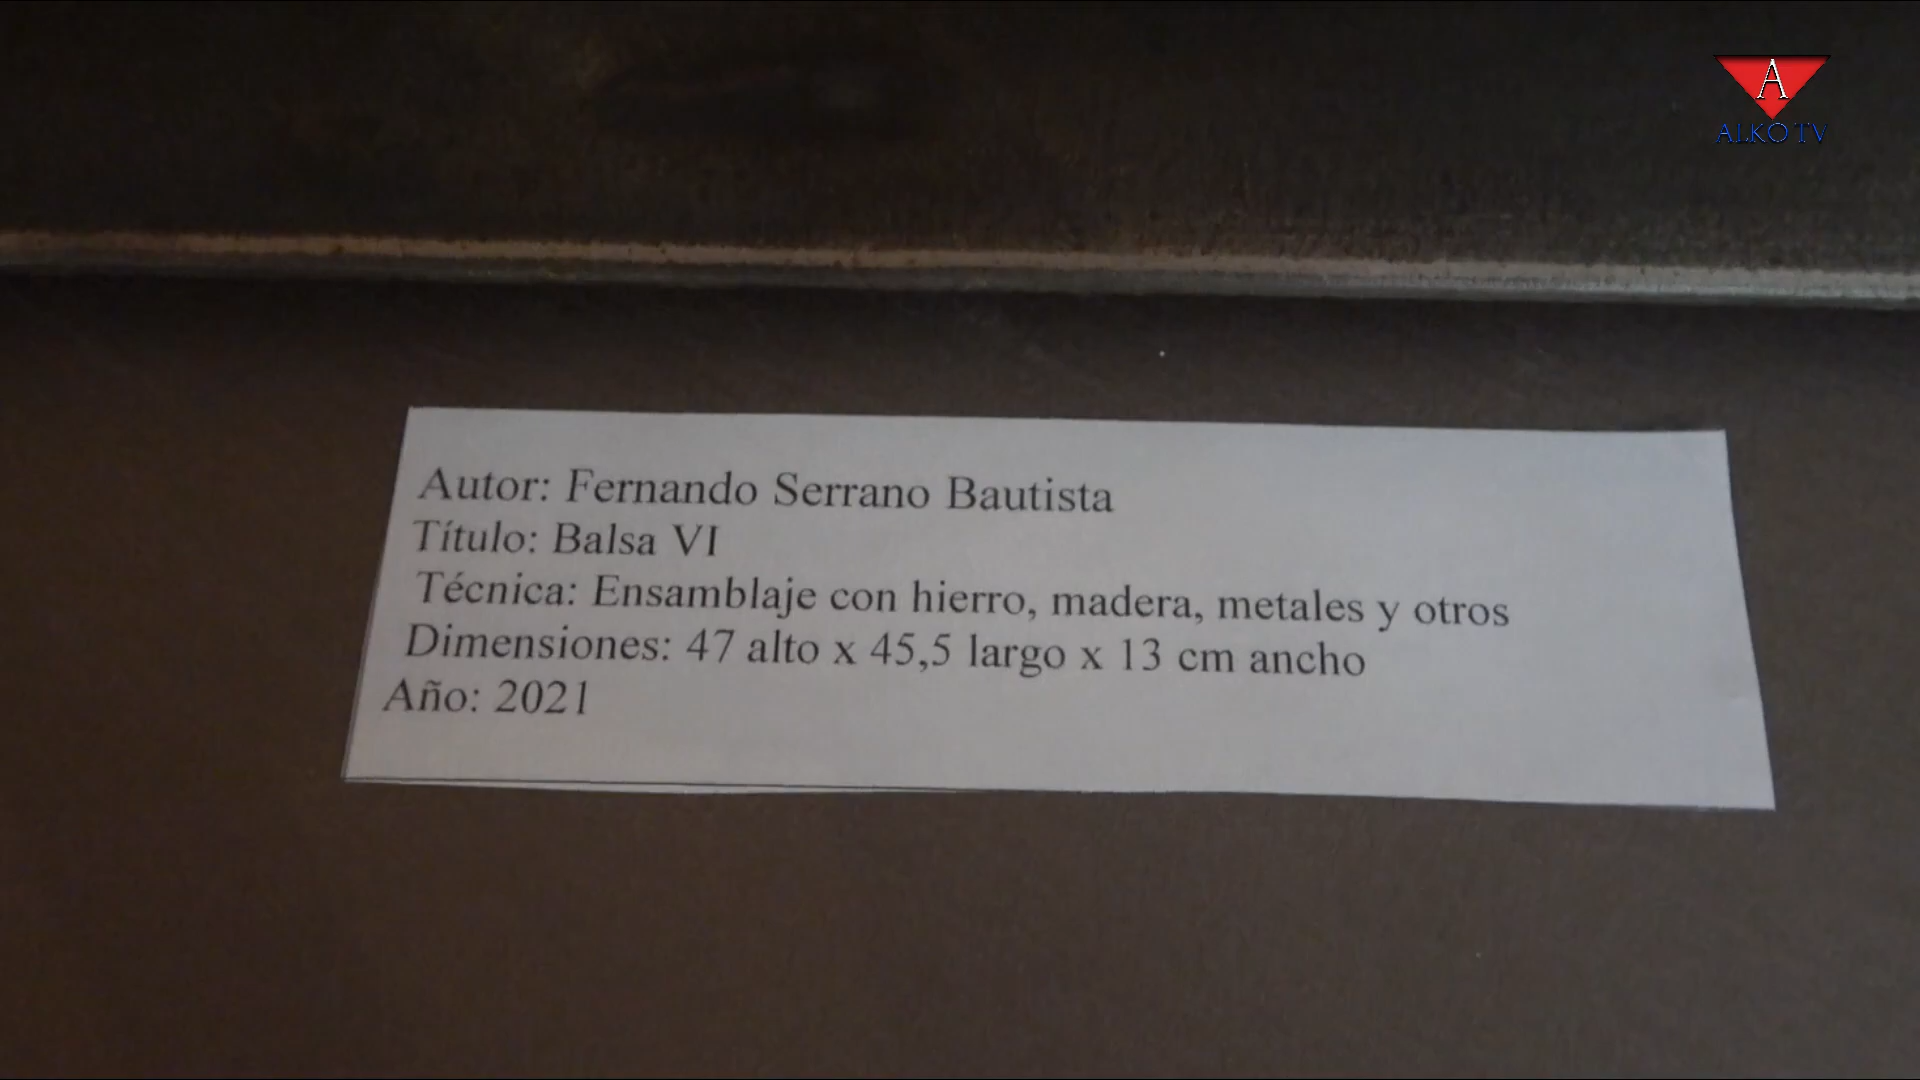 A
ALKO TV
Autor: Fernando Serrano Bautista
Título: Balsa VI
Técnica: Ensamblaje con hierro, madera, metales y otros
Dimensiones: 47 alto x 45,5 largo x 13 cm ancho
Año: 2021